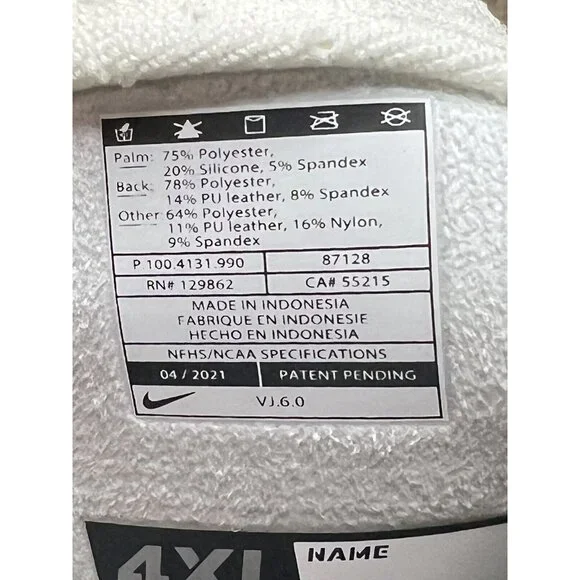 Palm: 75% Polyester,
20% Silicone, 5% Spandex
Back: 78% Polyester,
14% PU leather, 8% Spandex
Other: 64% Polyester,
11% PU leather, 16% Nylon,
9% Spandex
P 100.4131.990 87128
RN# 129862 CA# 55215
MADE IN INDONESIA
FABRIQUE EN INDONESIE
HECHO EN INDONESIA
NFHS/NCAA SPECIFICATIONS
04 / 2021 PATENT PENDING
VJ.6.0
4XL NAME